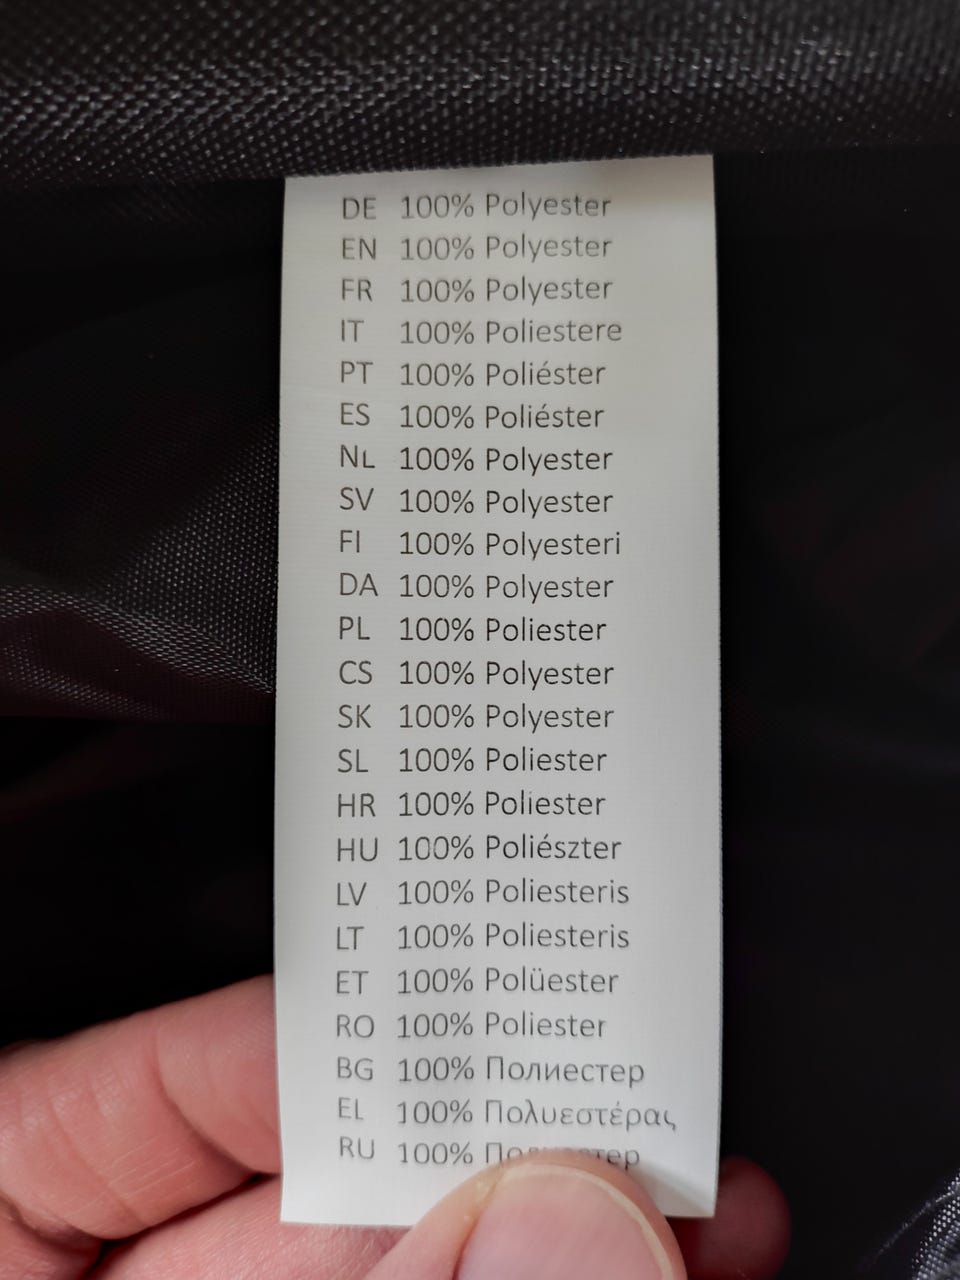 DE 100% Polyester
EN 100% Polyester
FR 100% Polyester
IT 100% Poliestere
PT 100% Poliéster
ES 100% Poliéster
NL 100% Polyester
SV 100% Polyester
FI 100% Polyesteri
DA 100% Polyester
PL 100% Poliester
CS 100% Polyester
SK 100% Polyester
SL 100% Poliester
HR 100% Poliester
HU 100% Poliészter
LV 100% Poliesteris
LT 100% Poliesteris
ET 100% Polüester
RO 100% Poliester
BG 100% Полиестер
EL 100% Πολυεστέρας
RU 100%